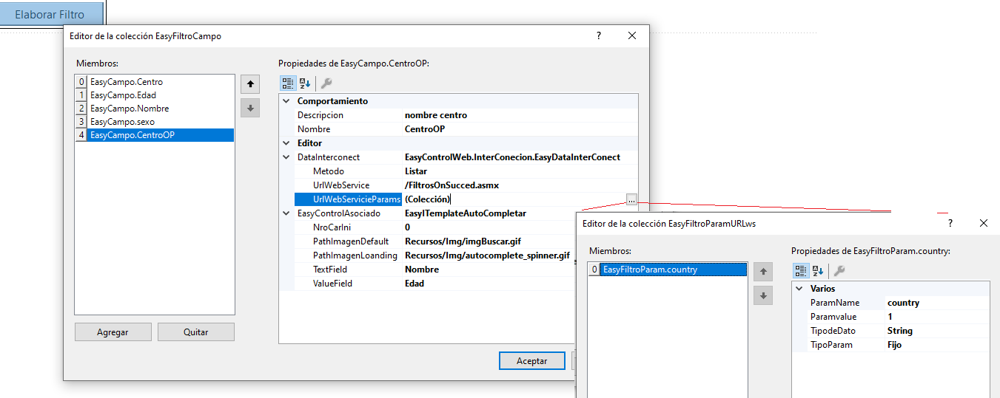 Elaborar Filtro
Editor de la colección EasyFiltroCampo
?
Miembros:
0 EasyCampo.Centro
1 EasyCampo.Edad
2 EasyCampo.Nombre
3 EasyCampo.sexo
4 EasyCampo.CentroOP
Agregar
Quitar
Propiedades de EasyCampo.CentroOP:
Comportamiento
Descripcion nombre centro
Nombre CentroOP
Editor
DataInterconect EasyControlWeb.InterConecion.EasyDataInterConect
Metodo Listar
UrlWebService /FiltrosOnSucced.asmx
UrlWebServicieParams (Colección) ...
EasyControlAsociado EasyITemplateAutoCompletar
NroCarIni 0
PathImagenDefault Recursos/Img/imgBuscar.gif
PathImagenLoanding Recursos/Img/autocomplete_spinner.gif
TextField Nombre
ValueField Edad
Aceptar
Editor de la colección EasyFiltroParamURLws
?
Miembros:
0 EasyFiltroParam.country
Propiedades de EasyFiltroParam.country:
Varios
ParamName country
Paramvalue 1
TipodeDato String
TipoParam Fijo